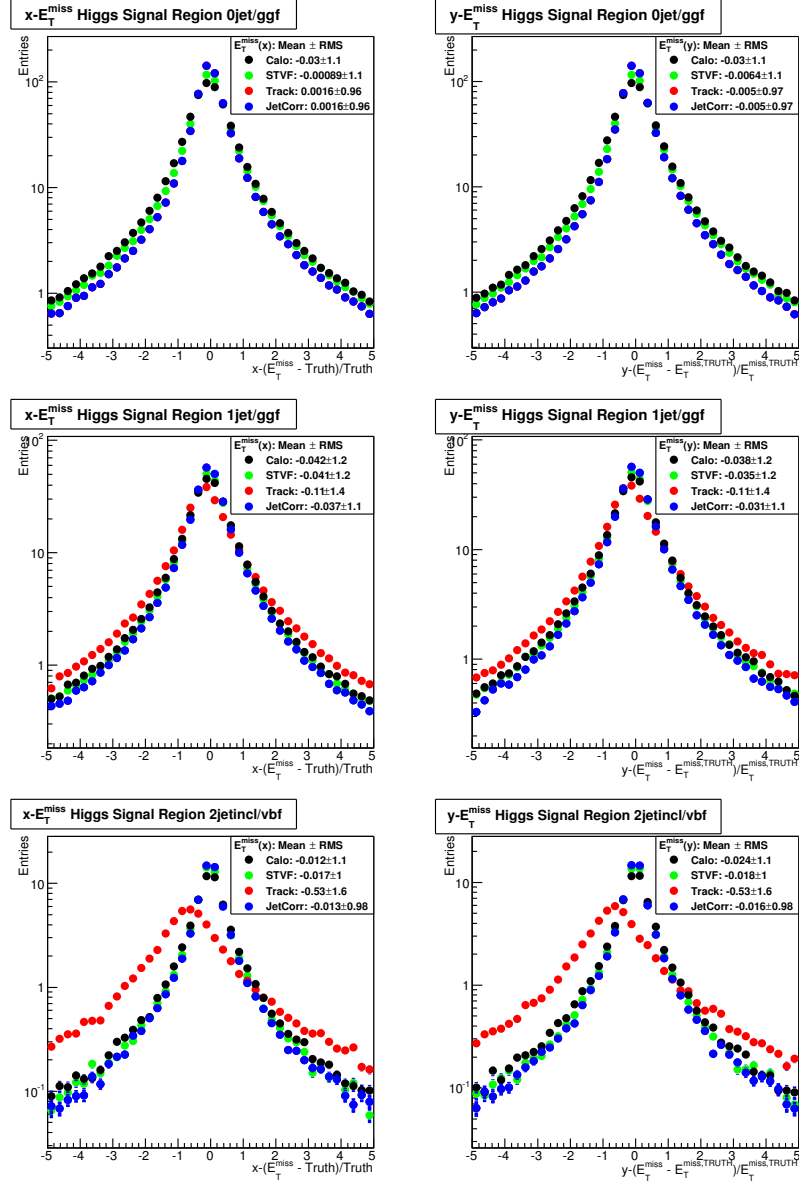 x-E_T^miss Higgs Signal Region 0jet/ggf
Entries
E_T^miss(x): Mean ± RMS
Calo: -0.03±1.1
STVF: -0.00089±1.1
Track: 0.0016±0.96
JetCorr: 0.0016±0.96
10^2
10
1
-5 -4 -3 -2 -1 0 1 2 3 4 5
x-(E_T^miss - Truth)/Truth
y-E_T^miss Higgs Signal Region 0jet/ggf
Entries
E_T^miss(y): Mean ± RMS
Calo: -0.03±1.1
STVF: -0.0064±1.1
Track: -0.005±0.97
JetCorr: -0.005±0.97
10^2
10
1
-5 -4 -3 -2 -1 0 1 2 3 4 5
y-(E_T^miss - E_T^miss,TRUTH)/E_T^miss,TRUTH
x-E_T^miss Higgs Signal Region 1jet/ggf
Entries
E_T^miss(x): Mean ± RMS
Calo: -0.042±1.2
STVF: -0.041±1.2
Track: -0.11±1.4
JetCorr: -0.037±1.1
10^2
10
1
-5 -4 -3 -2 -1 0 1 2 3 4 5
x-(E_T^miss - Truth)/Truth
y-E_T^miss Higgs Signal Region 1jet/ggf
Entries
E_T^miss(y): Mean ± RMS
Calo: -0.038±1.2
STVF: -0.035±1.2
Track: -0.11±1.4
JetCorr: -0.031±1.1
10^2
10
1
-5 -4 -3 -2 -1 0 1 2 3 4 5
y-(E_T^miss - E_T^miss,TRUTH)/E_T^miss,TRUTH
x-E_T^miss Higgs Signal Region 2jetincl/vbf
Entries
E_T^miss(x): Mean ± RMS
Calo: -0.012±1.1
STVF: -0.017±1
Track: -0.53±1.6
JetCorr: -0.013±0.98
10
1
10^-1
-5 -4 -3 -2 -1 0 1 2 3 4 5
x-(E_T^miss - Truth)/Truth
y-E_T^miss Higgs Signal Region 2jetincl/vbf
Entries
E_T^miss(y): Mean ± RMS
Calo: -0.024±1.1
STVF: -0.018±1
Track: -0.53±1.6
JetCorr: -0.016±0.98
10
1
10^-1
-5 -4 -3 -2 -1 0 1 2 3 4 5
y-(E_T^miss - E_T^miss,TRUTH)/E_T^miss,TRUTH